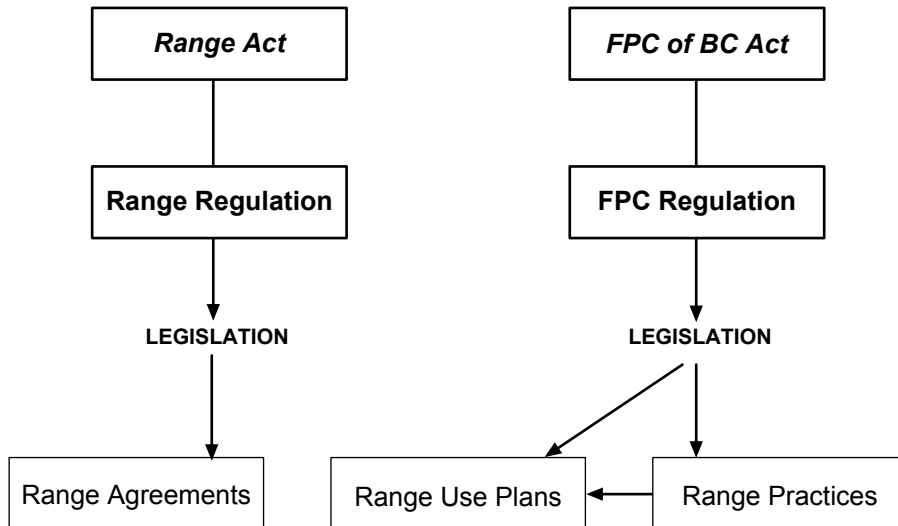 Range Act
FPC of BC Act
Range Regulation
FPC Regulation
LEGISLATION
LEGISLATION
Range Agreements
Range Use Plans
Range Practices